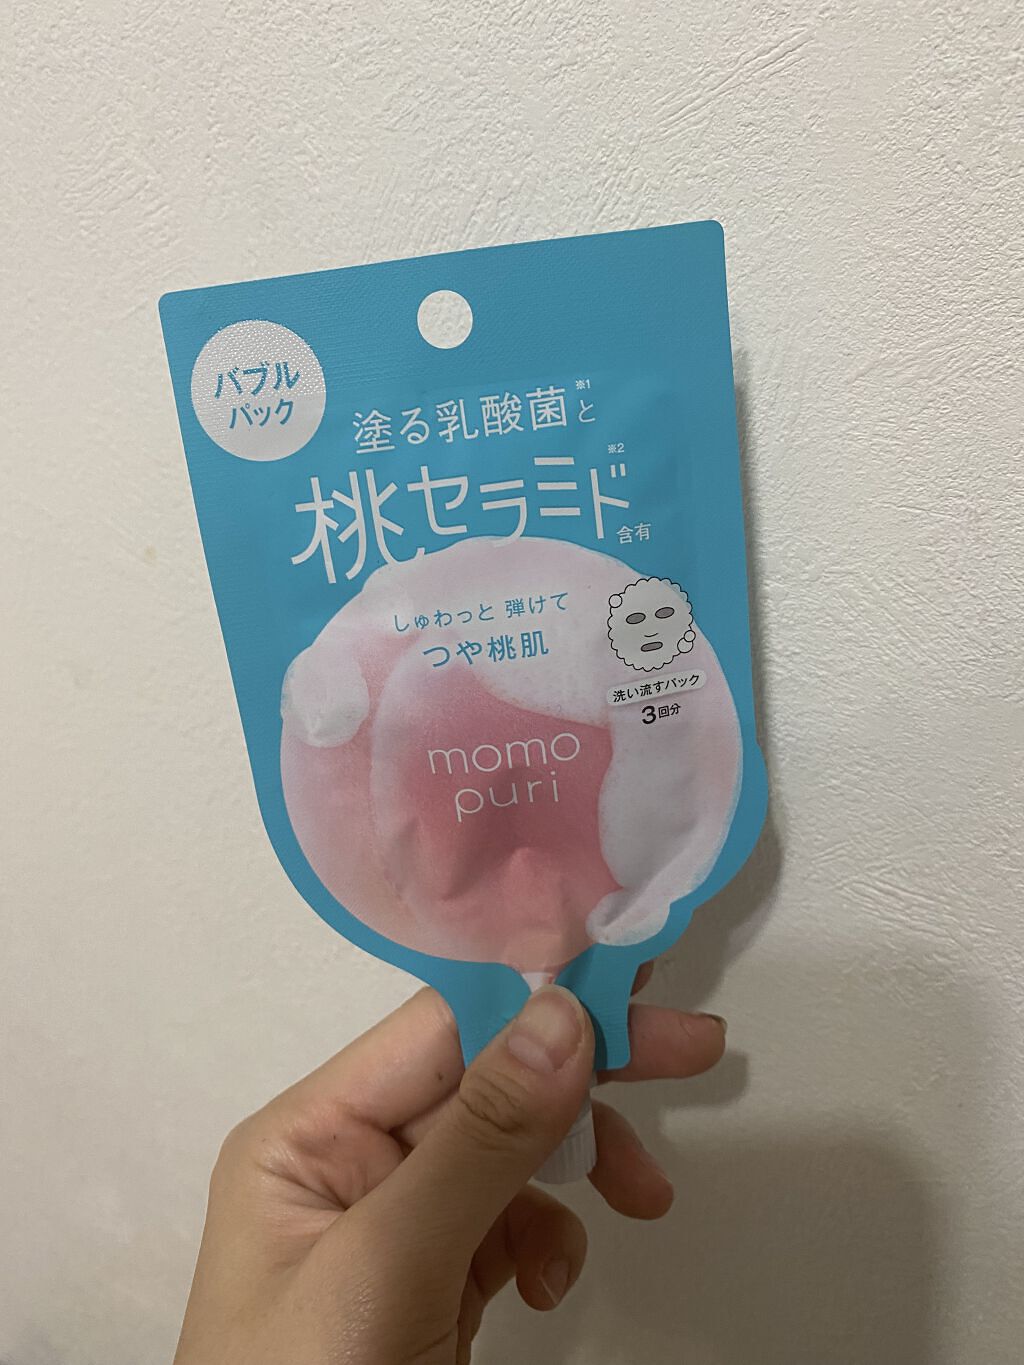 バブル
パック
塗る乳酸菌※1と
桃セラミド※2含有
しゅわっと 弾けて
つや桃肌
洗い流すパック
3回分
momo
puri